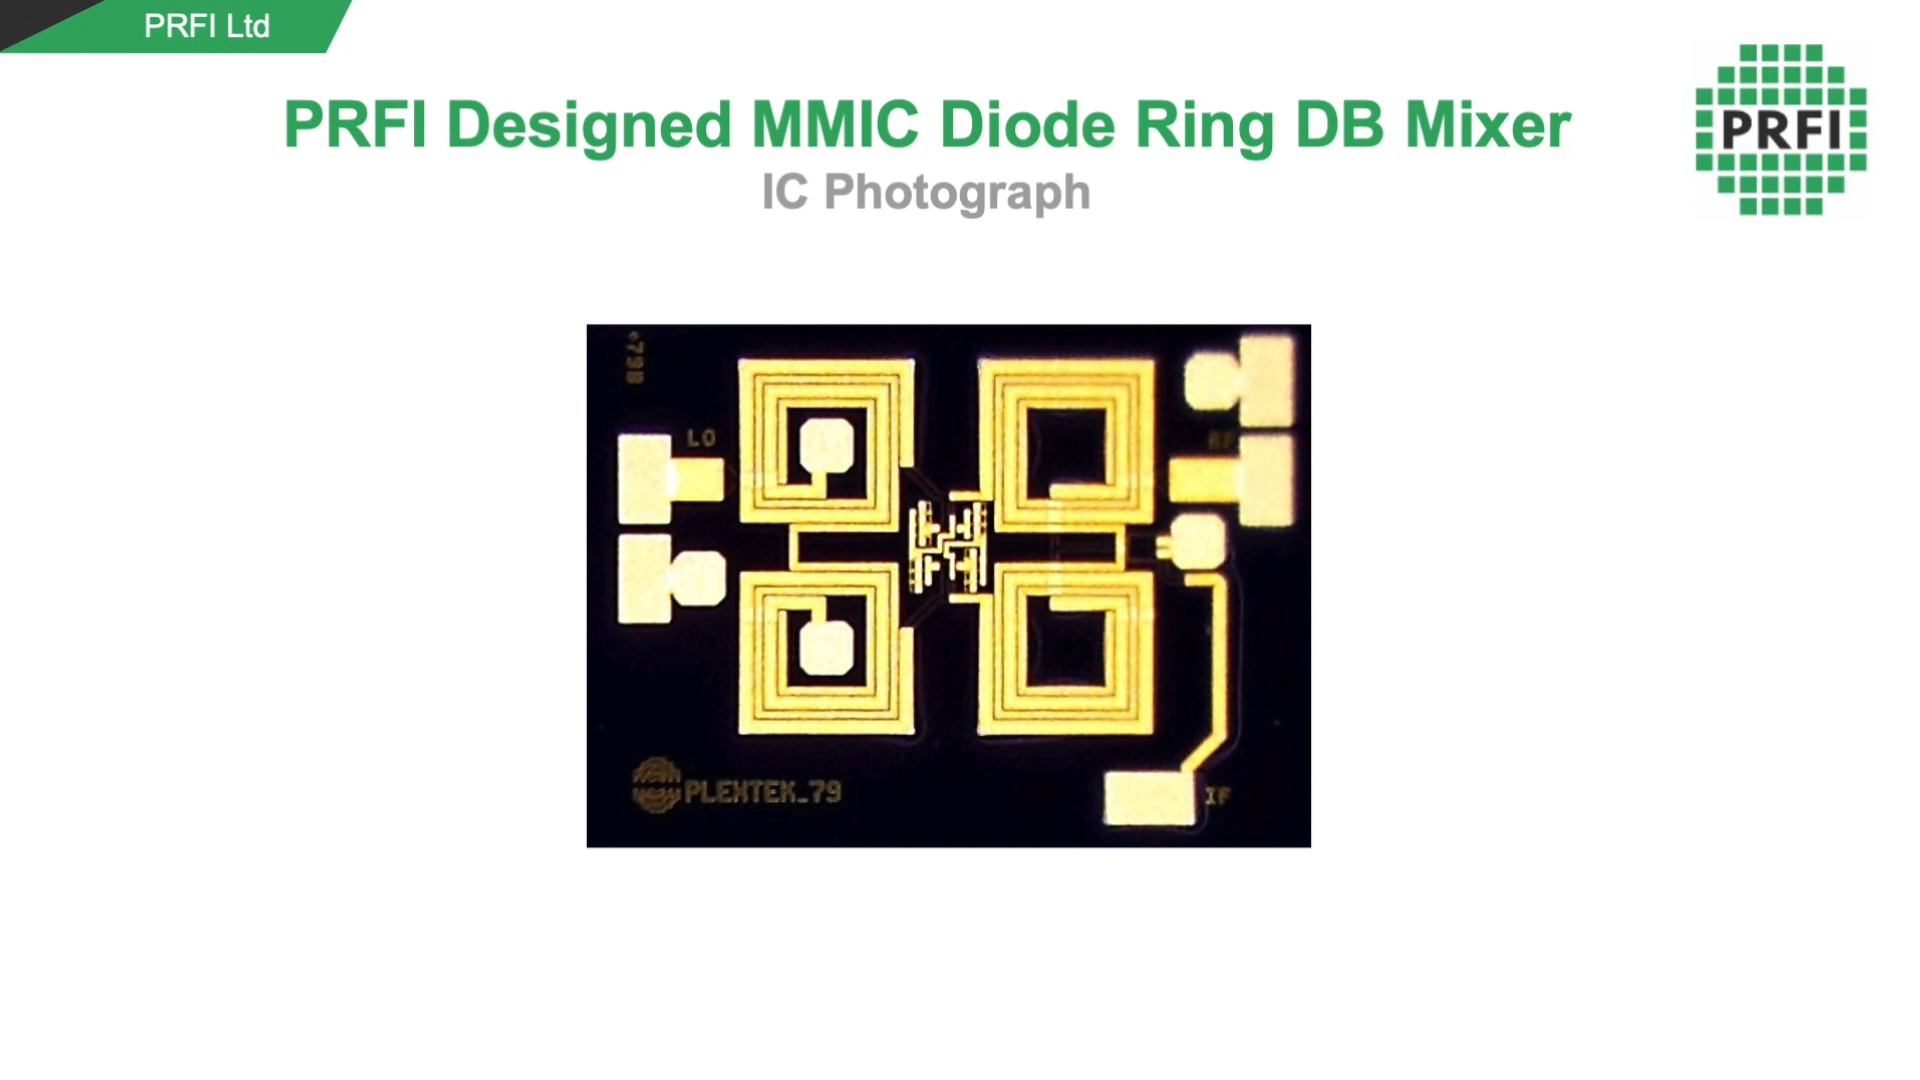 PRFI Ltd
PRFI Designed MMIC Diode Ring DB Mixer
IC Photograph
PRFI
LO
RF
PLEXTEK_79
IF